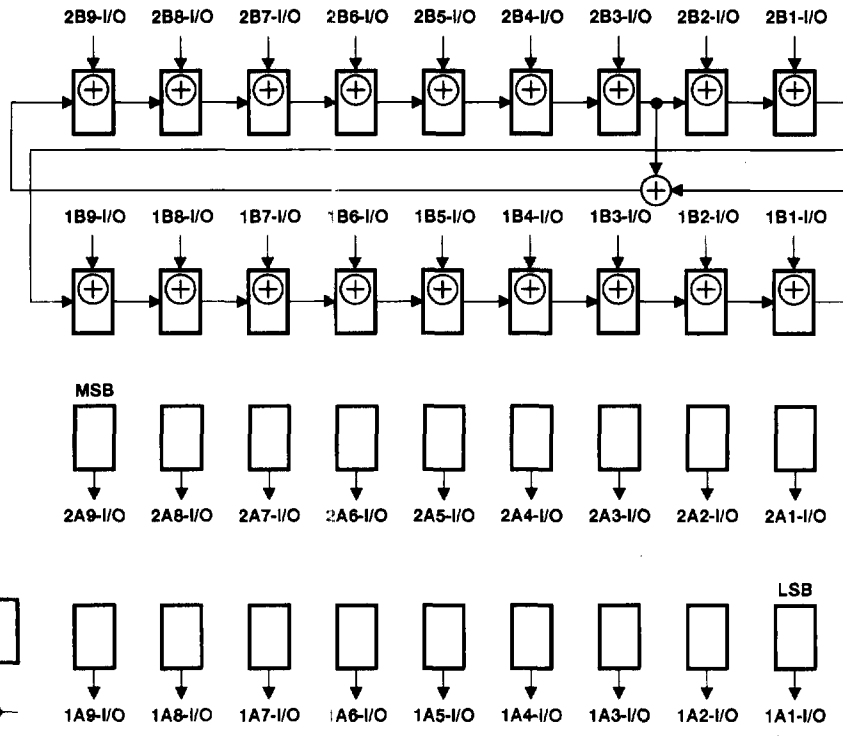 2B9-I/O 2B8-I/O 2B7-I/O 2B6-I/O 2B5-I/O 2B4-I/O 2B3-I/O 2B2-I/O 2B1-I/O
1B9-I/O 1B8-I/O 1B7-I/O 1B6-I/O 1B5-I/O 1B4-I/O 1B3-I/O 1B2-I/O 1B1-I/O
MSB
2A9-I/O 2A8-I/O 2A7-I/O 2A6-I/O 2A5-I/O 2A4-I/O 2A3-I/O 2A2-I/O 2A1-I/O
LSB
1A9-I/O 1A8-I/O 1A7-I/O 1A6-I/O 1A5-I/O 1A4-I/O 1A3-I/O 1A2-I/O 1A1-I/O